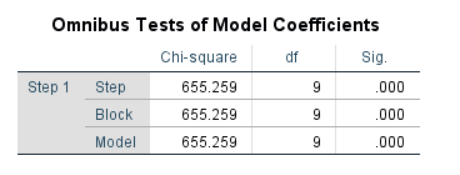 Omnibus Tests of Model Coefficients
Chi-square df Sig.
Step 1 Step 655.259 9 .000
Block 655.259 9 .000
Model 655.259 9 .000